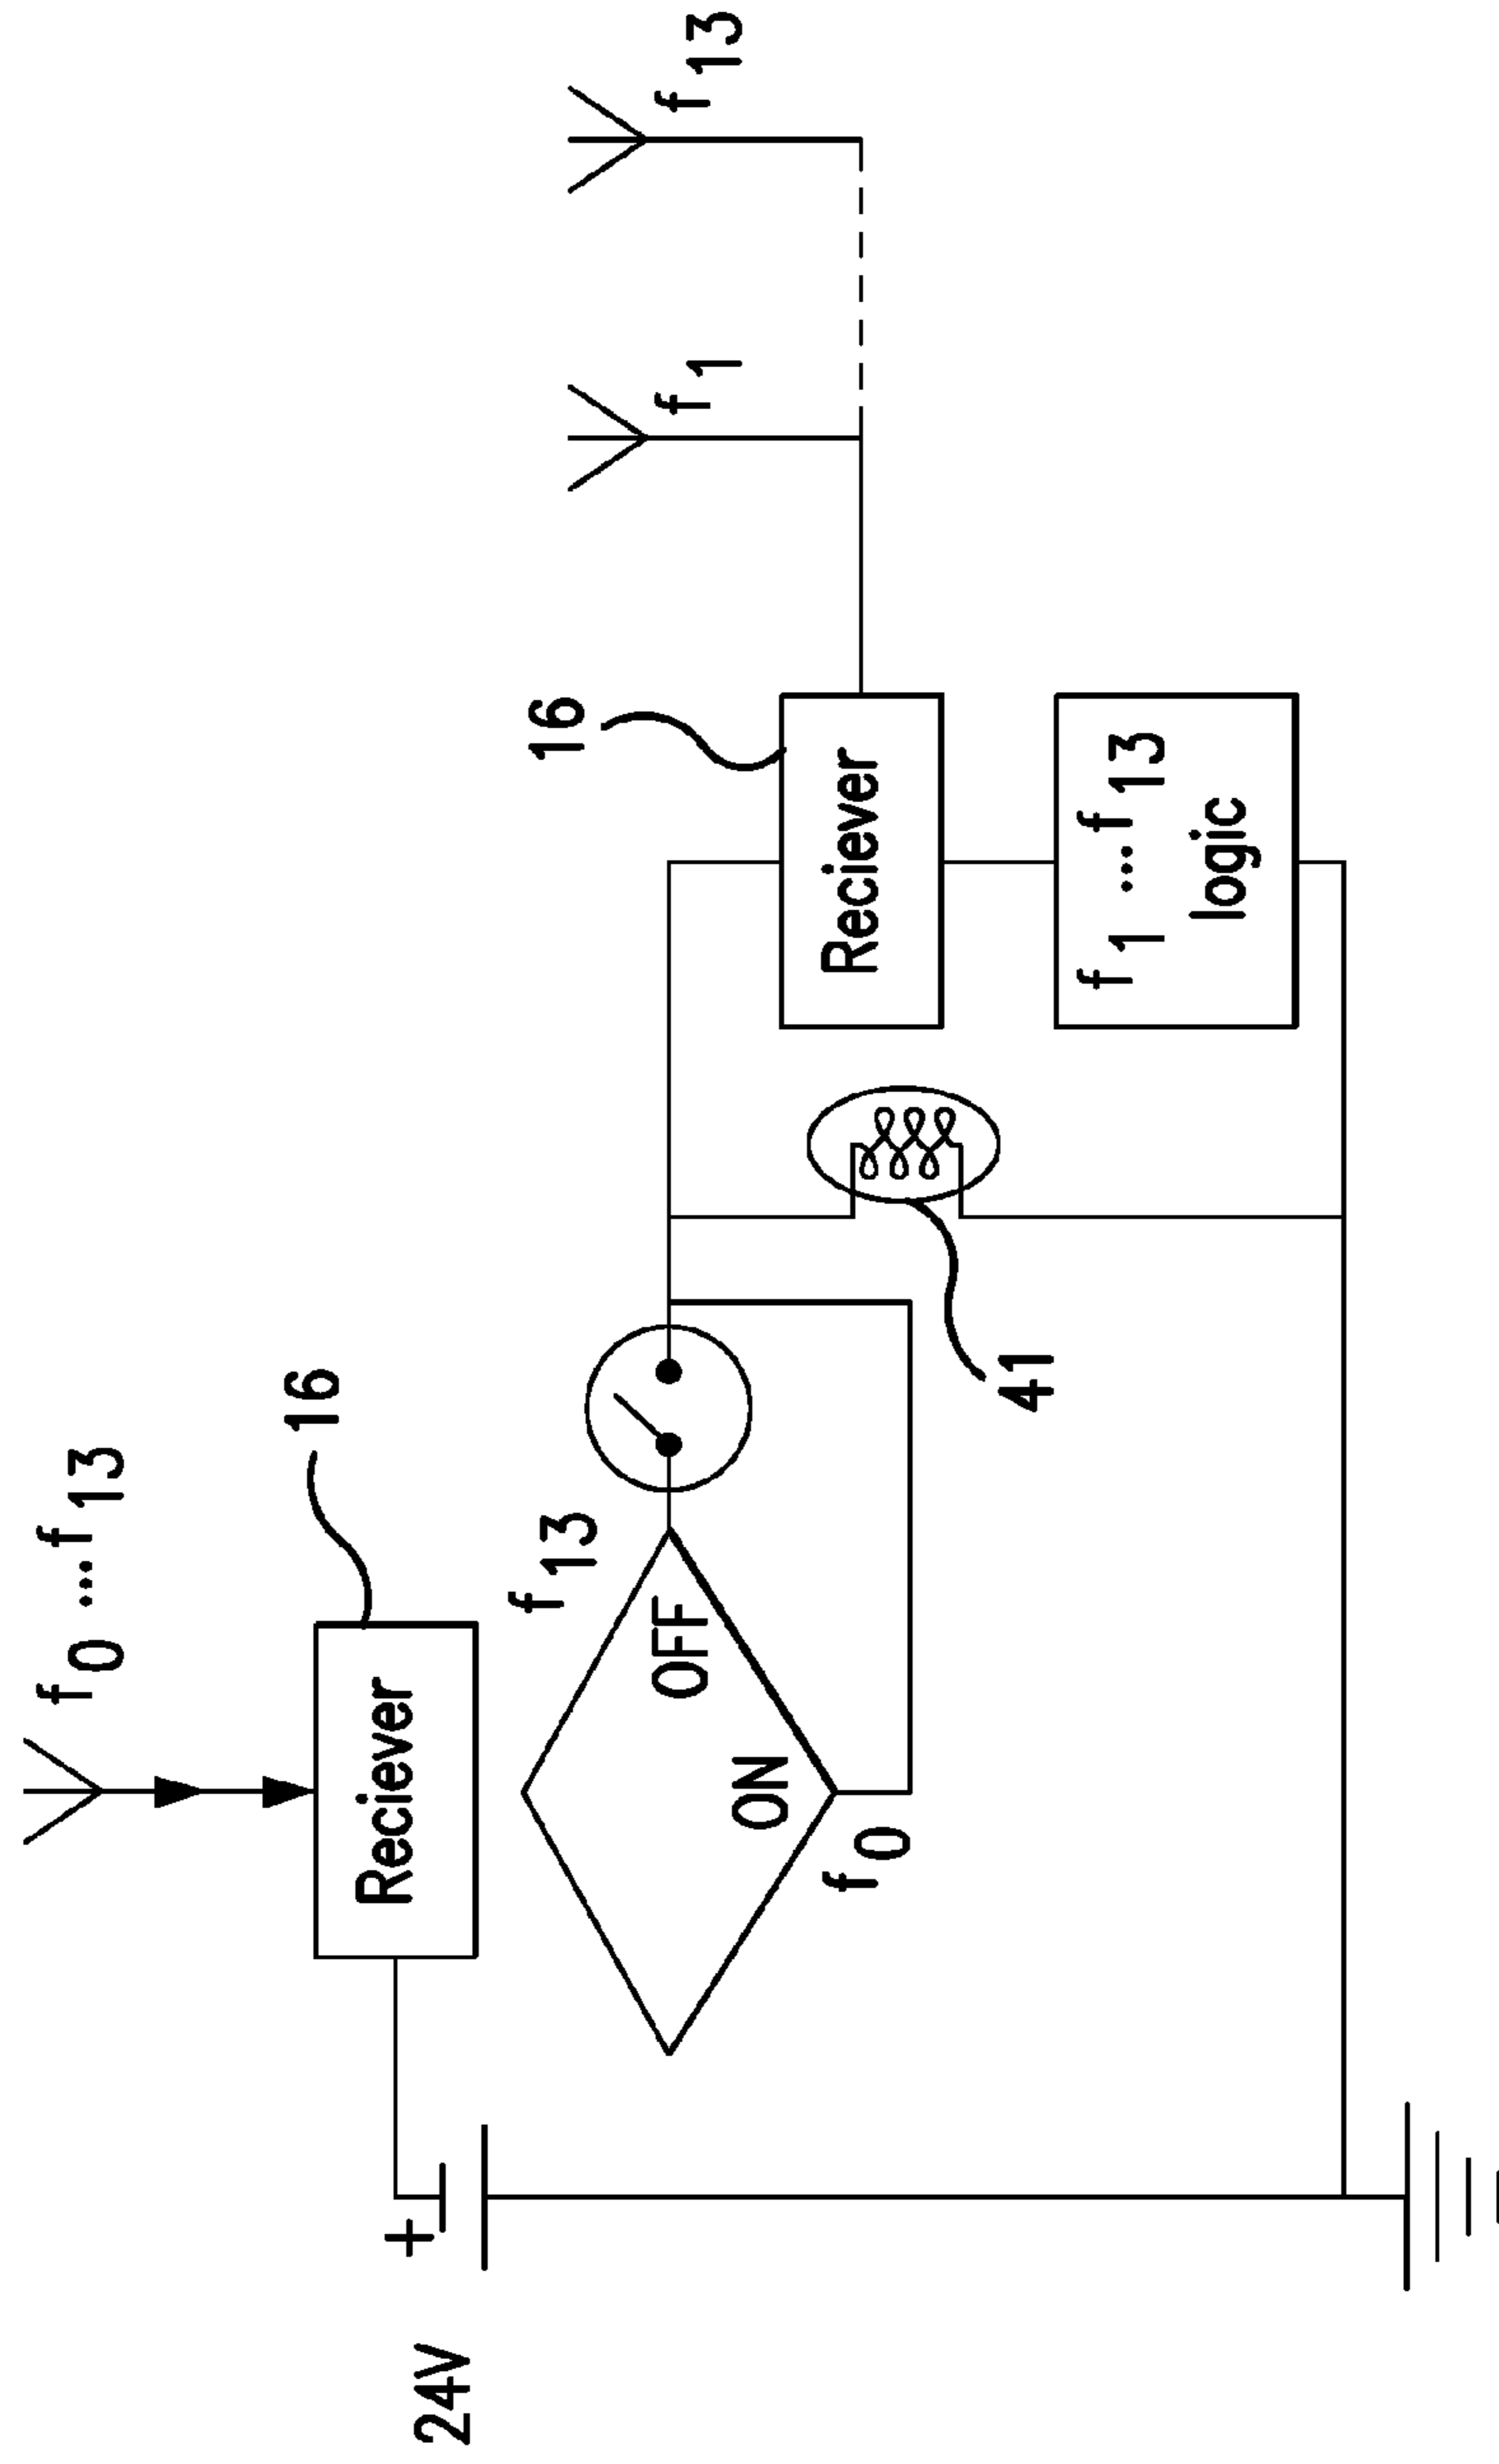 24V
+
f0 ... f13
Reciever
16
f13
OFF
ON
f0
41
16
Reciever
f1 ... f13
logic
f1
f13